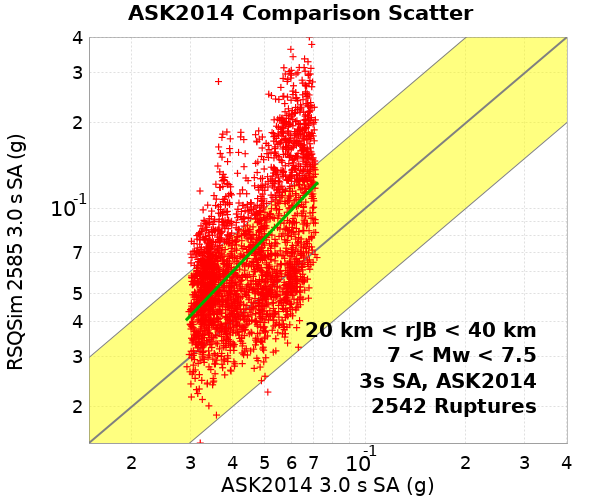 ASK2014 Comparison Scatter
RSQSim 2585 3.0 s SA (g)
4
3
2
10-1
7
5
4
3
2
20 km < rJB < 40 km
7 < Mw < 7.5
3s SA, ASK2014
2542 Ruptures
2 3 4 5 6 7 10-1 2 3 4
ASK2014 3.0 s SA (g)